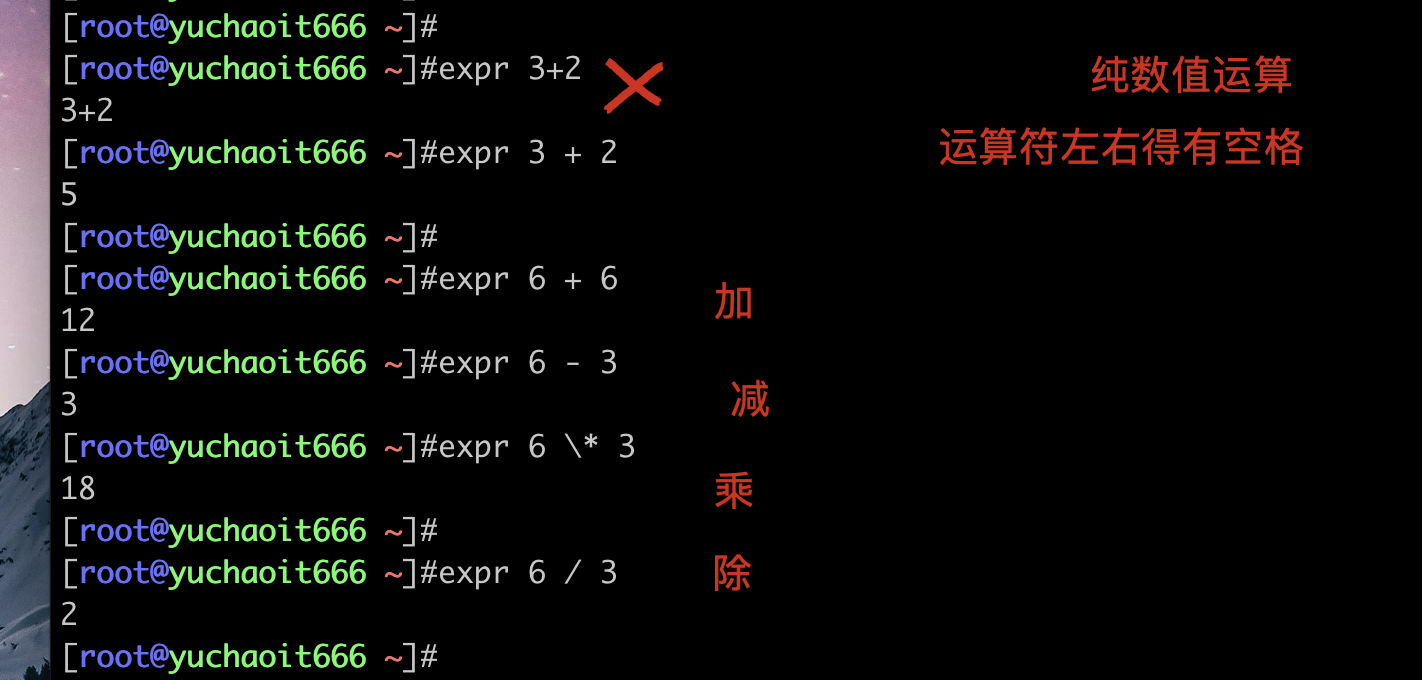 [root@yuchaoit666 ~]#
[root@yuchaoit666 ~]#expr 3+2
纯数值运算
3+2
运算符左右得有空格
[root@yuchaoit666 ~]#expr 3 + 2
5
[root@yuchaoit666 ~]#
[root@yuchaoit666 ~]#expr 6 + 6
加
12
[root@yuchaoit666 ~]#expr 6 - 3
减
3
[root@yuchaoit666 ~]#expr 6 \* 3
乘
18
[root@yuchaoit666 ~]#
[root@yuchaoit666 ~]#expr 6 / 3
除
2
[root@yuchaoit666 ~]#